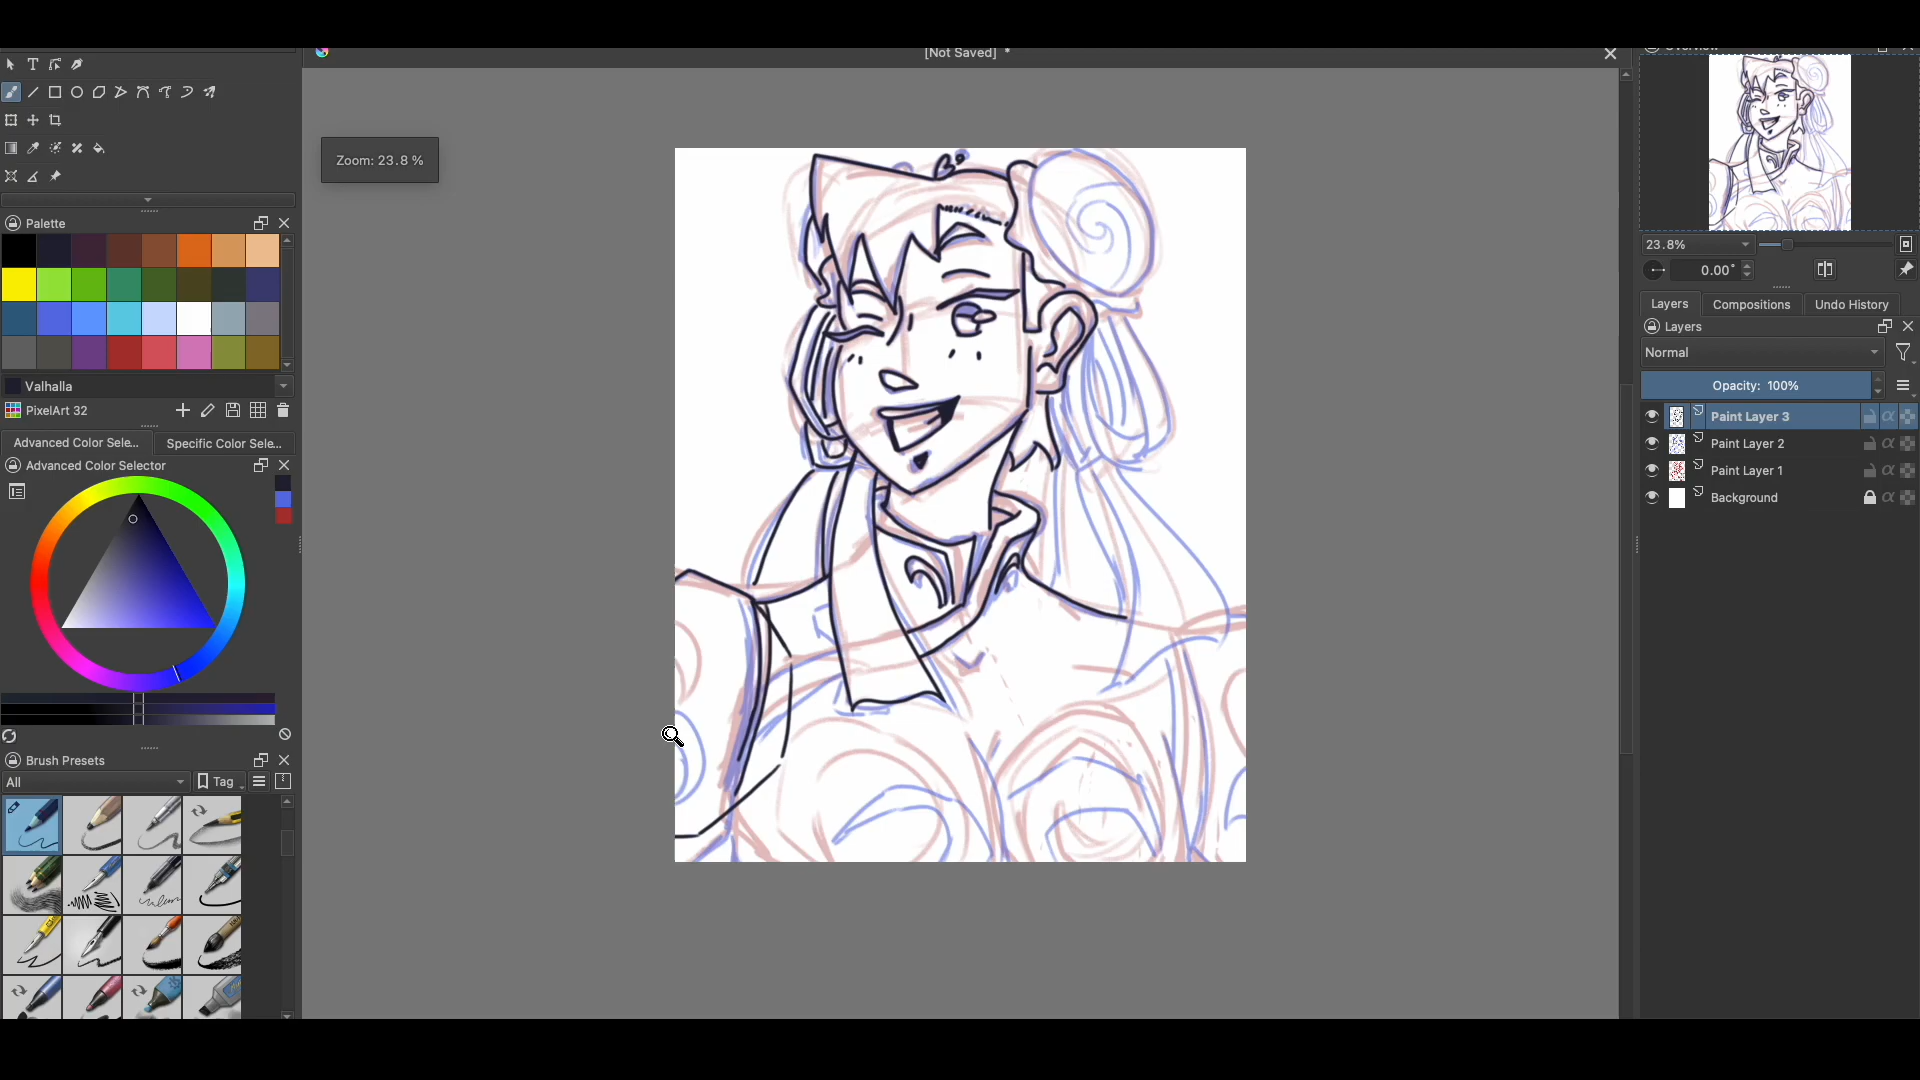 [Not Saved] *
Zoom: 23.8 %
Palette
Valhalla
PixelArt 32
Advanced Color Sele...
Specific Color Sele...
Advanced Color Selector
Brush Presets
All
Tag
23.8%
0.00°
Layers
Compositions
Undo History
Layers
Normal
Opacity: 100%
Paint Layer 3
Paint Layer 2
Paint Layer 1
Background